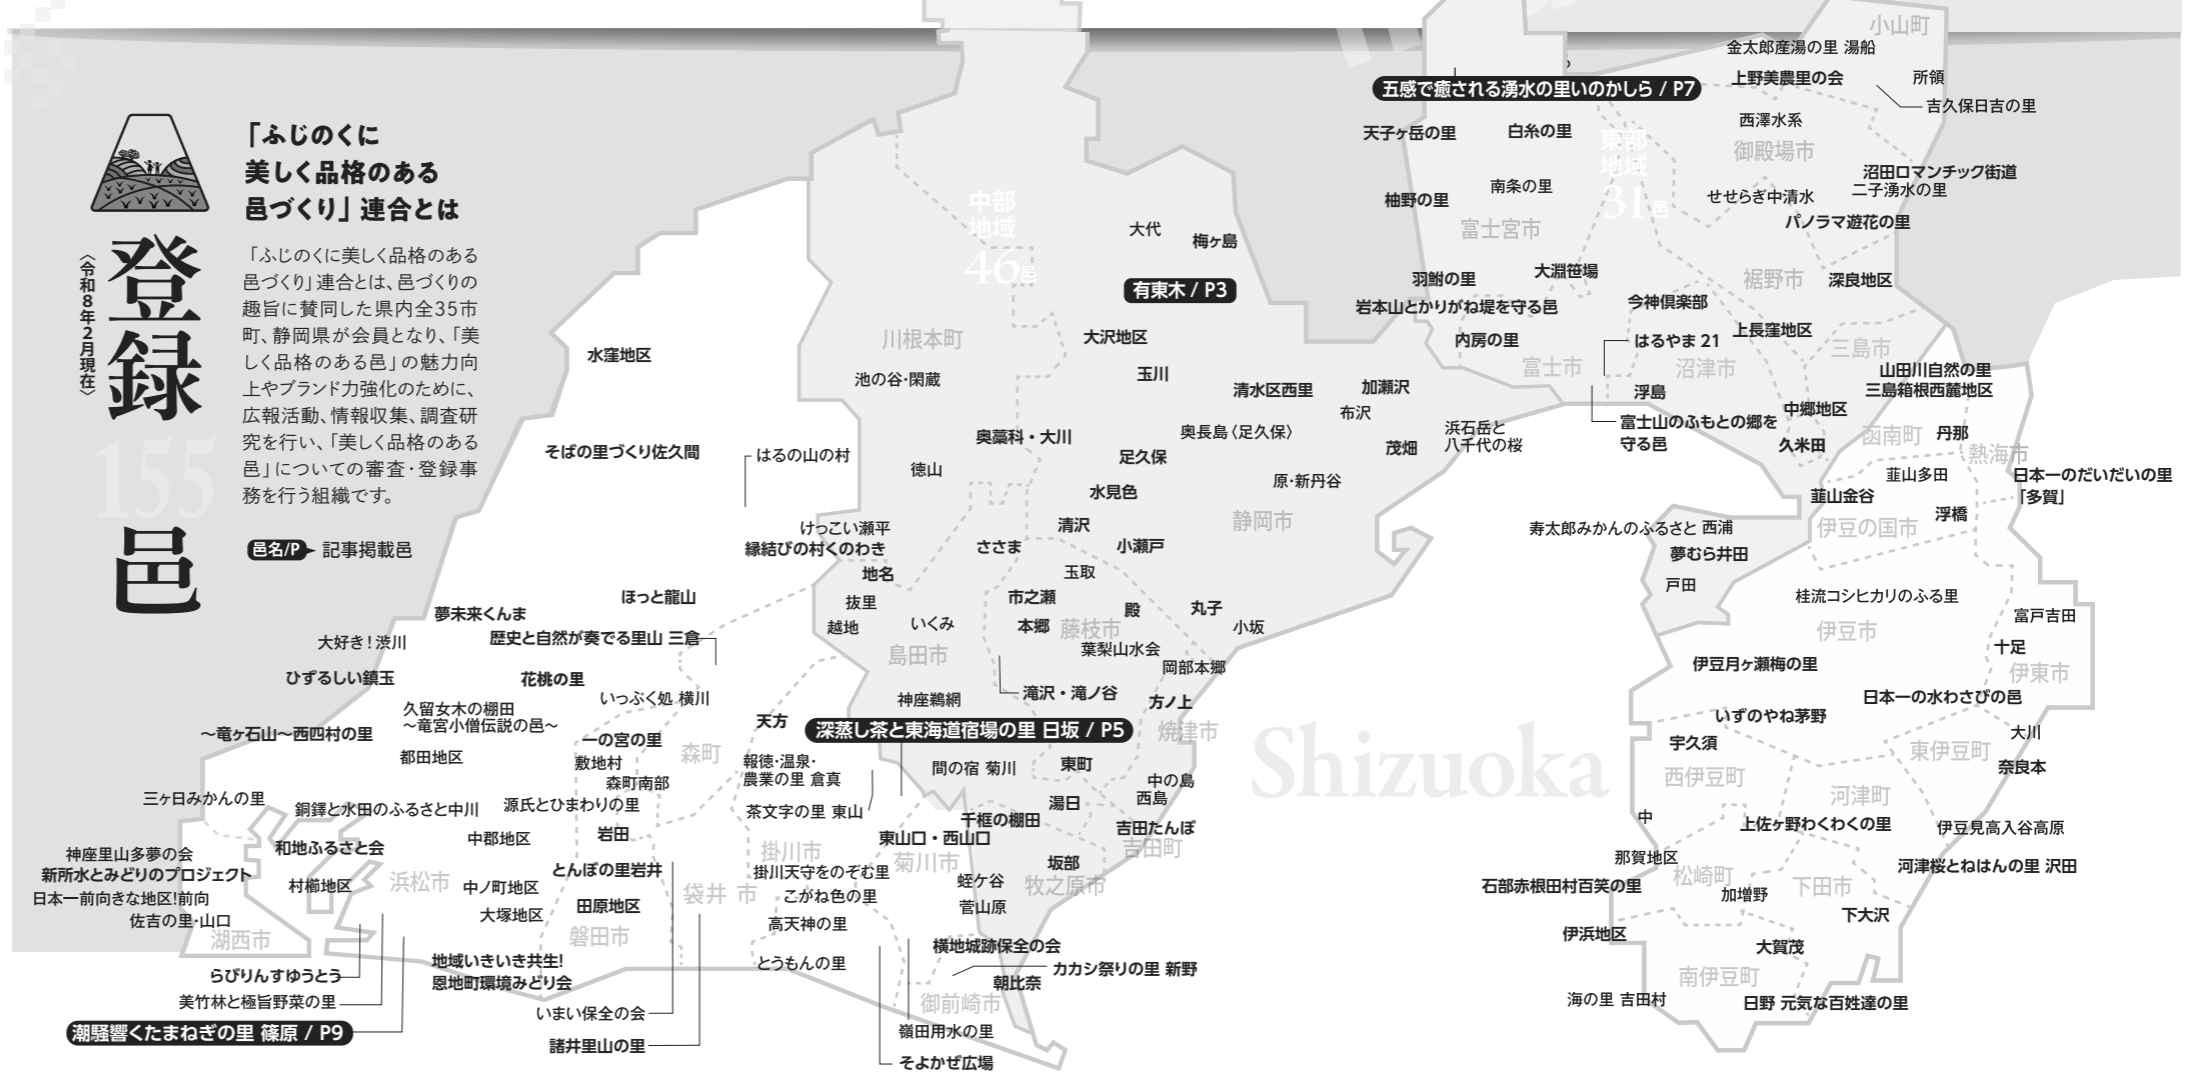 「ふじのくに
美しく品格のある
邑づくり」連合とは
登録
155
邑
〈令和8年2月現在〉
「ふじのくに美しく品格のある
邑づくり」連合とは、邑づくりの
趣旨に賛同した県内全35市
町、静岡県が会員となり、「美
しく品格のある邑」の魅力向
上やブランド力強化のために、
広報活動、情報収集、調査研
究を行い、「美しく品格のある
邑」についての審査・登録事
務を行う組織です。
邑名/P 記事掲載邑
水窪地区
そばの里づくり佐久間
はるの山の村
ほっと龍山
夢未来くんま
歴史と自然が奏でる里山 三倉
大好き!渋川
ひずるしい鎮玉
花桃の里
いっぷく処 横川
久留女木の棚田
～竜宮小僧伝説の邑～
～竜ヶ石山～西四村の里
一の宮の里
都田地区
敷地村
森町
森町南部
三ヶ日みかんの里
銅鐸と水田のふるさと中川
源氏とひまわりの里
中郡地区
岩田
和地ふるさと会
神座里山多夢の会
新所水とみどりのプロジェクト
村櫛地区
浜松市
中ノ町地区
とんぼの里岩井
日本一前向きな地区!前向
佐吉の里・山口
湖西市
大塚地区
田原地区
磐田市
袋井市
らびりんすゆうとう
美竹林と極旨野菜の里
潮騒響くたまねぎの里 篠原 / P9
地域いきいき共生!
恩地町環境みどり会
いまい保全の会
諸井里山の里
中部
地域
46邑
大代
梅ヶ島
有東木 / P3
川根本町
大沢地区
池の谷・閑蔵
玉川
清水区西里
加瀬沢
布沢
奥藁科・大川
奥長島〈足久保〉
茂畑
浜石岳と
八千代の桜
徳山
足久保
原・新丹谷
水見色
静岡市
けっこい瀬平
縁結びの村くのわき
清沢
ささま
小瀬戸
地名
玉取
抜里
市之瀬
殿
丸子
越地
いくみ
本郷
藤枝市
小坂
島田市
葉梨山水会
岡部本郷
神座鵜網
滝沢・滝ノ谷
方ノ上
天方
深蒸し茶と東海道宿場の里 日坂 / P5
焼津市
報徳・温泉・
農業の里 倉真
間の宿 菊川
東町
中の島
西島
茶文字の里 東山
湯日
千框の棚田
吉田たんぼ
吉田町
東山口・西山口
掛川市
菊川市
坂部
掛川天守をのぞむ里
蛭ケ谷
牧之原市
こがね色の里
菅山原
高天神の里
横地城跡保全の会
とうもんの里
カカシ祭りの里 新野
朝比奈
御前崎市
嶺田用水の里
そよかぜ広場
Shizuoka
小山町
金太郎産湯の里 湯船
五感で癒される湧水の里いのかしら / P7
上野美農里の会
所領
吉久保日吉の里
天子ヶ岳の里
白糸の里
東部
地域
31邑
西澤水系
御殿場市
沼田ロマンチック街道
二子湧水の里
南条の里
柚野の里
せせらぎ中清水
パノラマ遊花の里
富士宮市
羽鮒の里
大淵笹場
裾野市
深良地区
岩本山とかりがね堤を守る邑
今神倶楽部
内房の里
はるやま21
上長窪地区
富士市
沼津市
三島市
山田川自然の里
三島箱根西麓地区
浮島
中郷地区
富士山のふもとの郷を
守る邑
函南町
丹那
久米田
熱海市
日本一のだいだいの里
「多賀」
韮山多田
韮山金谷
浮橋
伊豆の国市
寿太郎みかんのふるさと 西浦
夢むら井田
戸田
桂流コシヒカリのふる里
富戸吉田
伊豆市
十足
伊豆月ヶ瀬梅の里
伊東市
日本一の水わさびの邑
いずのやね茅野
大川
宇久須
東伊豆町
奈良本
西伊豆町
河津町
中
上佐ヶ野わくわくの里
伊豆見高入谷高原
那賀地区
河津桜とねはんの里 沢田
石部赤根田村百笑の里
松崎町
下田市
加増野
下大沢
伊浜地区
大賀茂
南伊豆町
海の里 吉田村
日野 元気な百姓達の里